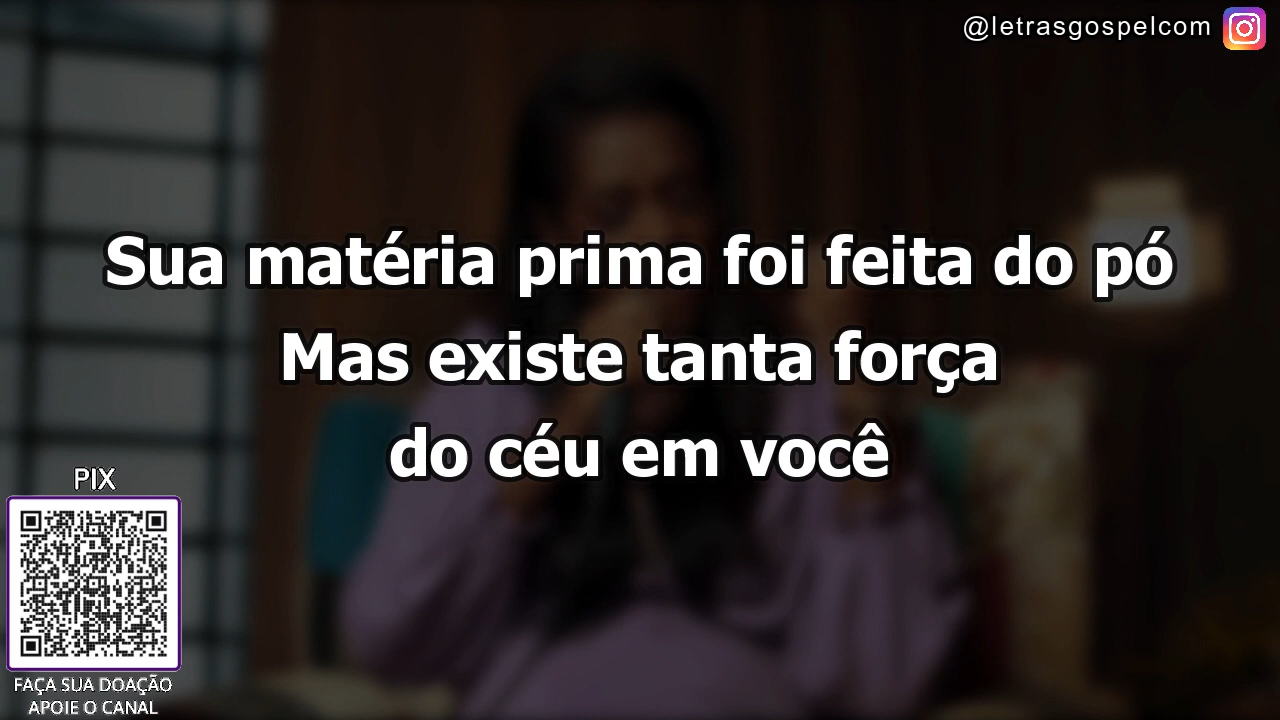 @letrasgospelcom
Sua matéria prima foi feita do pó
Mas existe tanta força
do céu em você
PIX
FAÇA SUA DOAÇÃO
APOIE O CANAL